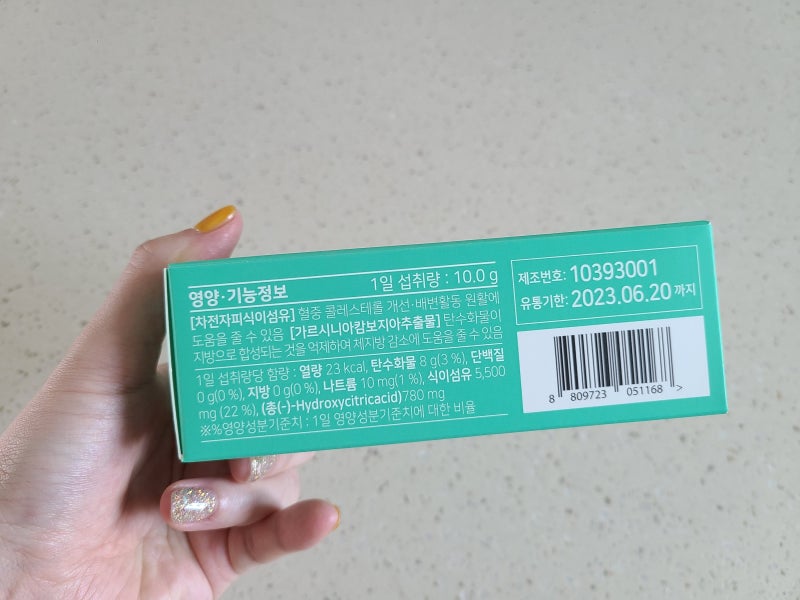 영양·기능정보 1일 섭취량 : 10.0 g
[차전자피식이섬유] 혈중 콜레스테롤 개선·배변활동 원활에
도움을 줄 수 있음 [가르시니아캄보지아추출물] 탄수화물이
지방으로 합성되는 것을 억제하여 체지방 감소에 도움을 줄 수 있음
1일 섭취량당 함량 : 열량 23 kcal, 탄수화물 8 g(3 %), 단백질
0 g(0 %), 지방 0 g(0 %), 나트륨 10 mg(1 %), 식이섬유 5,500
mg (22 %), (총(-)-Hydroxycitricacid)780 mg
※%영양성분기준치 : 1일 영양성분기준치에 대한 비율
제조번호: 10393001
유통기한: 2023.06.20 까지
8 809723 051168 >